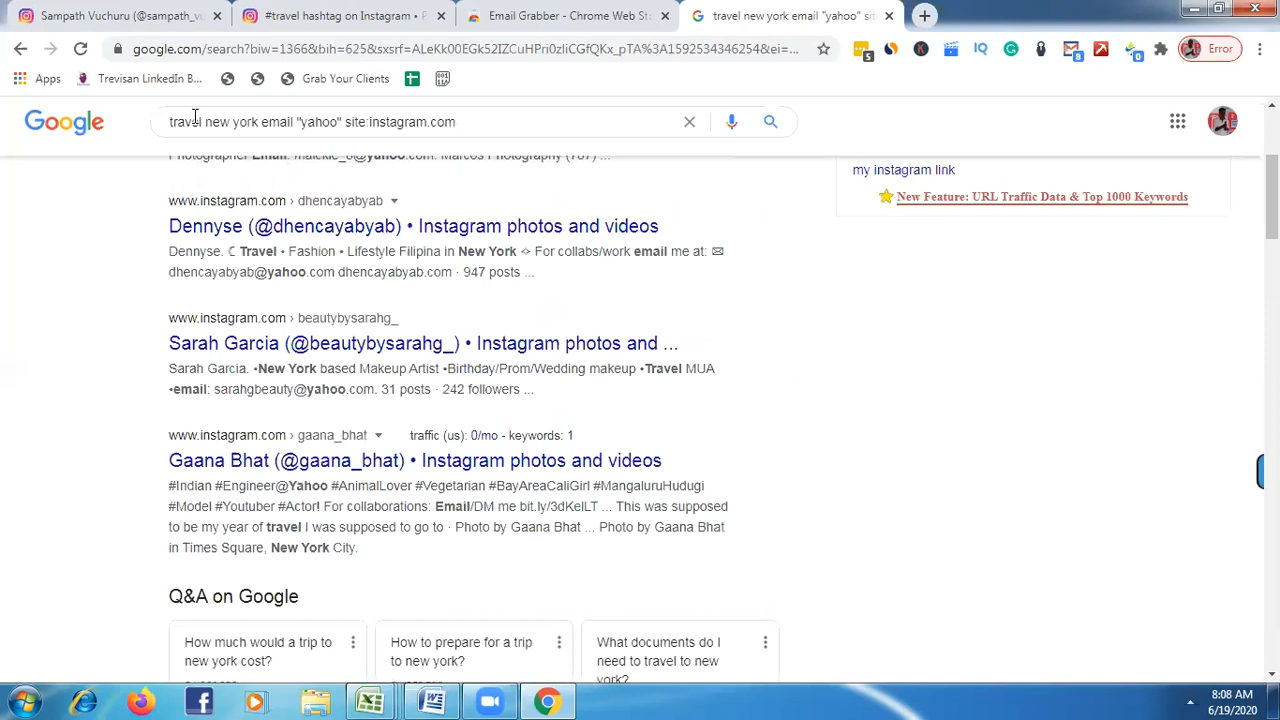 Sampath Vuchuru (@sampath_vu
#travel hashtag on Instagram • P
Email Grabber - Chrome Web Sto
travel new york email "yahoo" site
google.com/search?biw=1366&bih=625&sxsrf=ALeKk00EGk52IZCuHPri0zliCGfQKx_pTA%3A1592534346254&ei=...
5
8
0
Error
Apps
Trevisan LinkedIn B...
Grab Your Clients
Google
travel new york email "yahoo" site:instagram.com
my instagram link
New Feature: URL Traffic Data & Top 1000 Keywords
www.instagram.com › dhencayabyab
Dennyse (@dhencayabyab) • Instagram photos and videos
Dennyse. ☾ Travel • Fashion • Lifestyle Filipina in New York ✧ For collabs/work email me at: ✉
dhencayabyab@yahoo.com dhencayabyab.com · 947 posts ...
www.instagram.com › beautybysarahg_
Sarah Garcia (@beautybysarahg_) • Instagram photos and ...
Sarah Garcia. •New York based Makeup Artist •Birthday/Prom/Wedding makeup •Travel MUA
•email: sarahgbeauty@yahoo.com. 31 posts · 242 followers ...
www.instagram.com › gaana_bhat traffic (us): 0/mo - keywords: 1
Gaana Bhat (@gaana_bhat) • Instagram photos and videos
#Indian #Engineer@Yahoo #AnimalLover #Vegetarian #BayAreaCaliGirl #MangaluruHudugi
#Model #Youtuber #Actor! For collaborations: Email/DM me bit.ly/3dKelLT ... This was supposed
to be my year of travel I was supposed to go to · Photo by Gaana Bhat ... Photo by Gaana Bhat
in Times Square, New York City.
Q&A on Google
How much would a trip to
new york cost?
How to prepare for a trip
to new york?
What documents do I
need to travel to new
york?
8:08 AM
6/19/2020